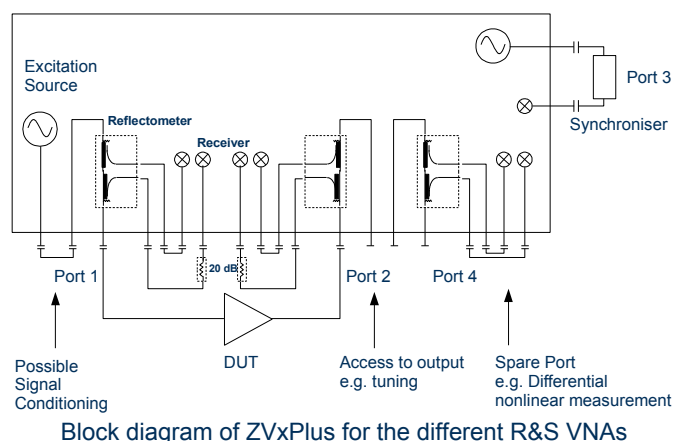 Excitation
Source
Reflectometer
Receiver
Port 3
Synchroniser
20 dB
Port 1
Port 2
Port 4
DUT
Possible
Signal
Conditioning
Access to output
e.g. tuning
Spare Port
e.g. Differential
nonlinear measurement
Block diagram of ZVxPlus for the different R&S VNAs